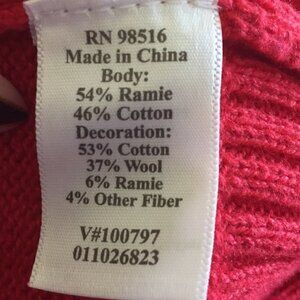 RN 98516
Made in China
Body:
54% Ramie
46% Cotton
Decoration:
53% Cotton
37% Wool
6% Ramie
4% Other Fiber
V#100797
011026823